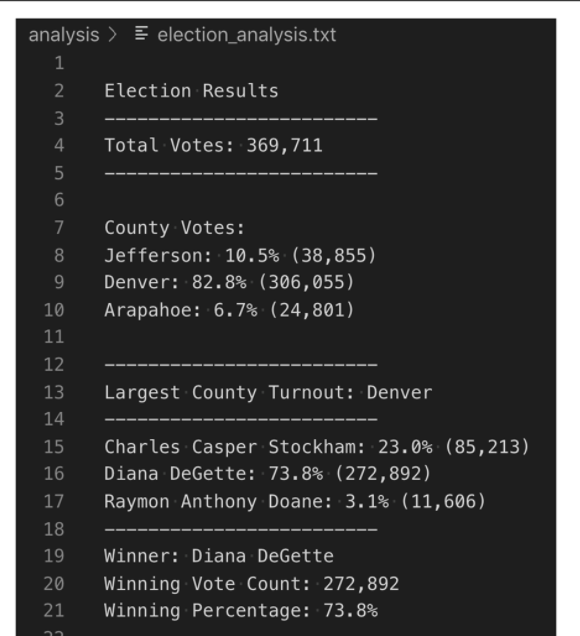 analysis > election_analysis.txt
1
2 Election Results
3 -------------------------
4 Total Votes: 369,711
5 -------------------------
6
7 County Votes:
8 Jefferson: 10.5% (38,855)
9 Denver: 82.8% (306,055)
10 Arapahoe: 6.7% (24,801)
11
12 -------------------------
13 Largest County Turnout: Denver
14 -------------------------
15 Charles Casper Stockham: 23.0% (85,213)
16 Diana DeGette: 73.8% (272,892)
17 Raymon Anthony Doane: 3.1% (11,606)
18 -------------------------
19 Winner: Diana DeGette
20 Winning Vote Count: 272,892
21 Winning Percentage: 73.8%